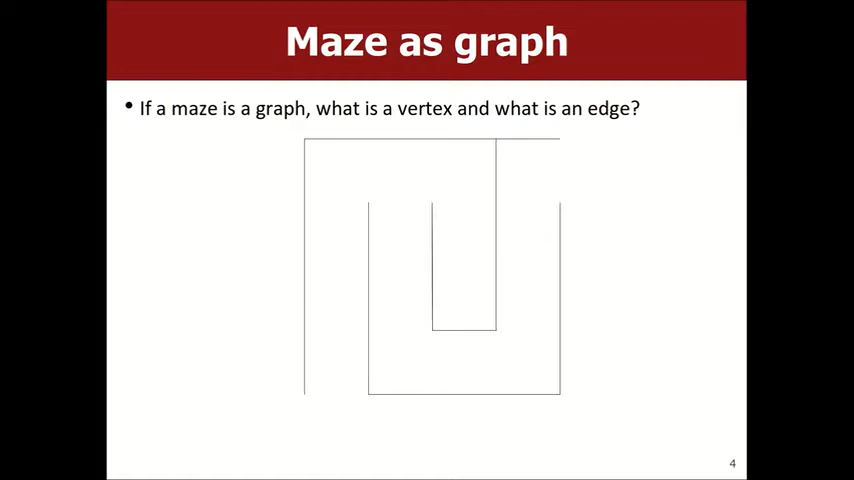 Maze as graph
• If a maze is a graph, what is a vertex and what is an edge?
4